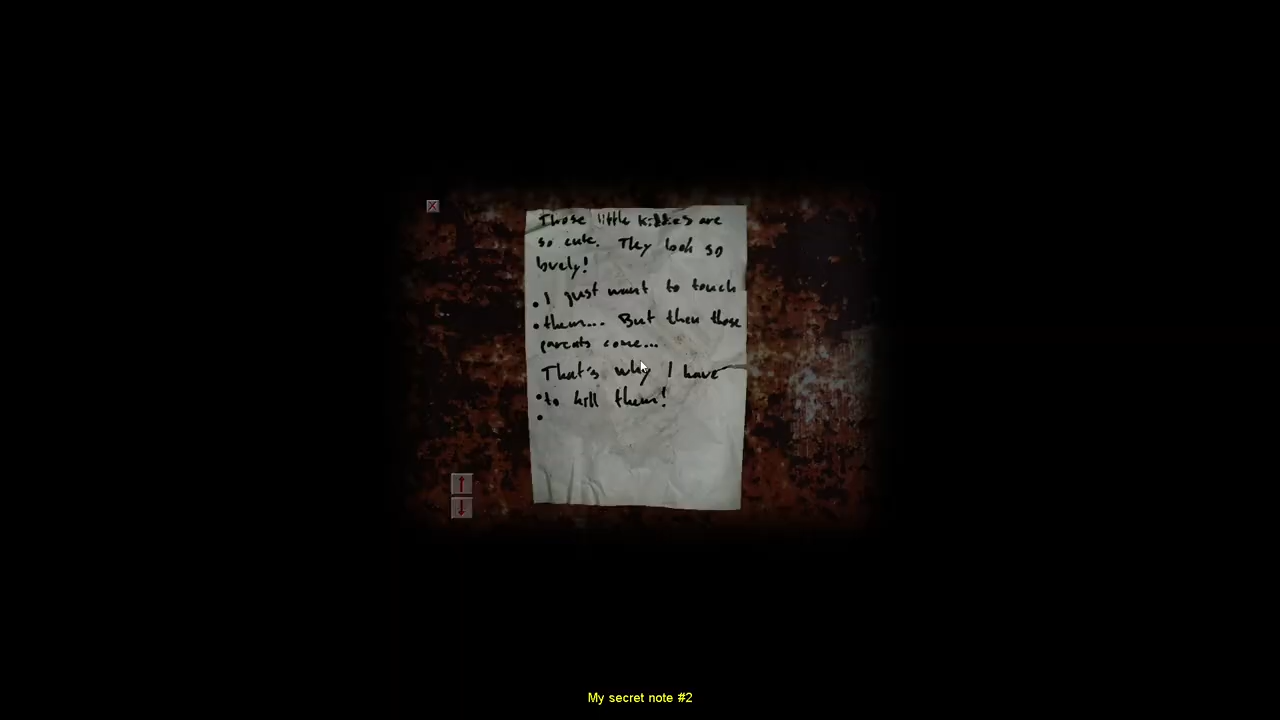 Those little kitties are
so cute. They look so
lovely!
I just want to touch
them... But then those
parents come...
That's why I have
to kill them!
My secret note #2